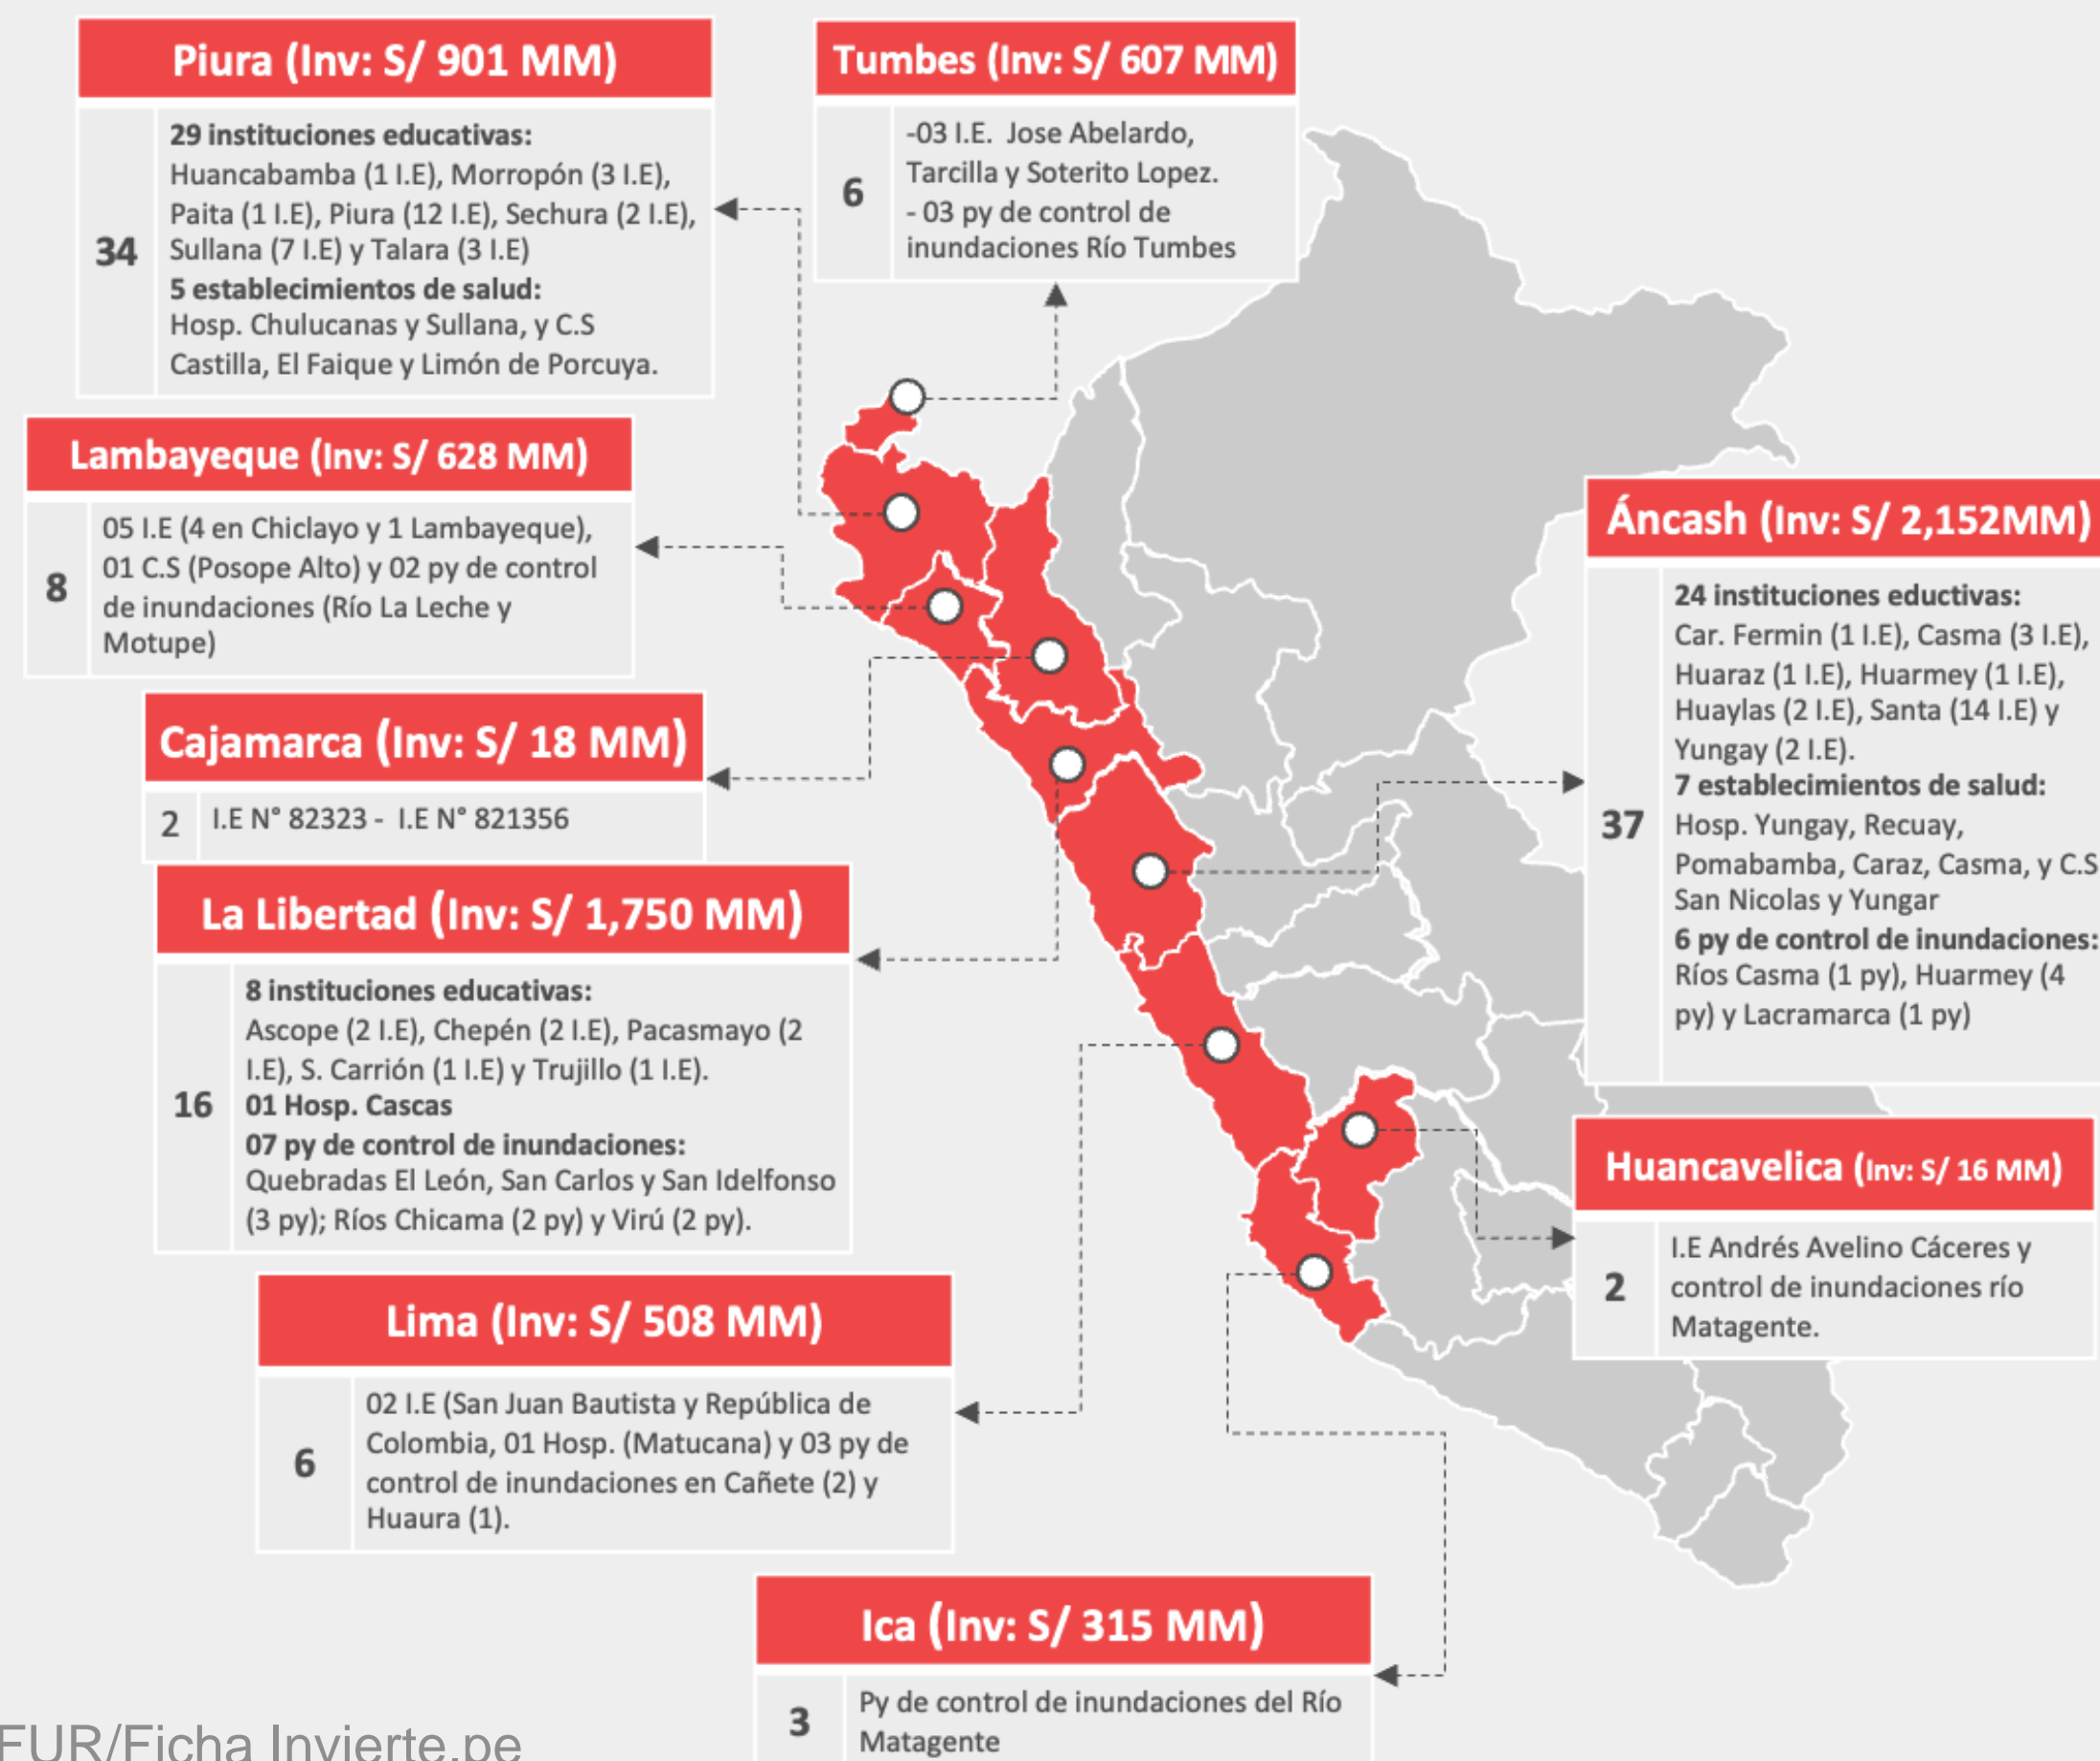 Piura (Inv: S/ 901 MM)
34
29 instituciones educativas:
Huancabamba (1 I.E), Morropón (3 I.E),
Paita (1 I.E), Piura (12 I.E), Sechura (2 I.E),
Sullana (7 I.E) y Talara (3 I.E)
5 establecimientos de salud:
Hosp. Chulucanas y Sullana, y C.S
Castilla, El Faique y Limón de Porcuya.
Tumbes (Inv: S/ 607 MM)
6
-03 I.E.  Jose Abelardo,
Tarcilla y Soterito Lopez.
- 03 py de control de
inundaciones Río Tumbes
Lambayeque (Inv: S/ 628 MM)
8
05 I.E (4 en Chiclayo y 1 Lambayeque),
01 C.S (Posope Alto) y 02 py de control
de inundaciones (Río La Leche y
Motupe)
Áncash (Inv: S/ 2,152MM)
37
24 instituciones eductivas:
Car. Fermin (1 I.E), Casma (3 I.E),
Huaraz (1 I.E), Huarmey (1 I.E),
Huaylas (2 I.E), Santa (14 I.E) y
Yungay (2 I.E).
7 establecimientos de salud:
Hosp. Yungay, Recuay,
Pomabamba, Caraz, Casma, y C.S
San Nicolas y Yungar
6 py de control de inundaciones:
Ríos Casma (1 py), Huarmey (4
py) y Lacramarca (1 py)
Cajamarca (Inv: S/ 18 MM)
2
I.E N° 82323 -  I.E N° 821356
La Libertad (Inv: S/ 1,750 MM)
16
8 instituciones educativas:
Ascope (2 I.E), Chepén (2 I.E), Pacasmayo (2
I.E), S. Carrión (1 I.E) y Trujillo (1 I.E).
01 Hosp. Cascas
07 py de control de inundaciones:
Quebradas El León, San Carlos y San Idelfonso
(3 py); Ríos Chicama (2 py) y Virú (2 py).
Huancavelica (Inv: S/ 16 MM)
2
I.E Andrés Avelino Cáceres y
control de inundaciones río
Matagente.
Lima (Inv: S/ 508 MM)
6
02 I.E (San Juan Bautista y República de
Colombia, 01 Hosp. (Matucana) y 03 py de
control de inundaciones en Cañete (2) y
Huaura (1).
Ica (Inv: S/ 315 MM)
3
Py de control de inundaciones del Río
Matagente
FUR/Ficha Invierte.pe